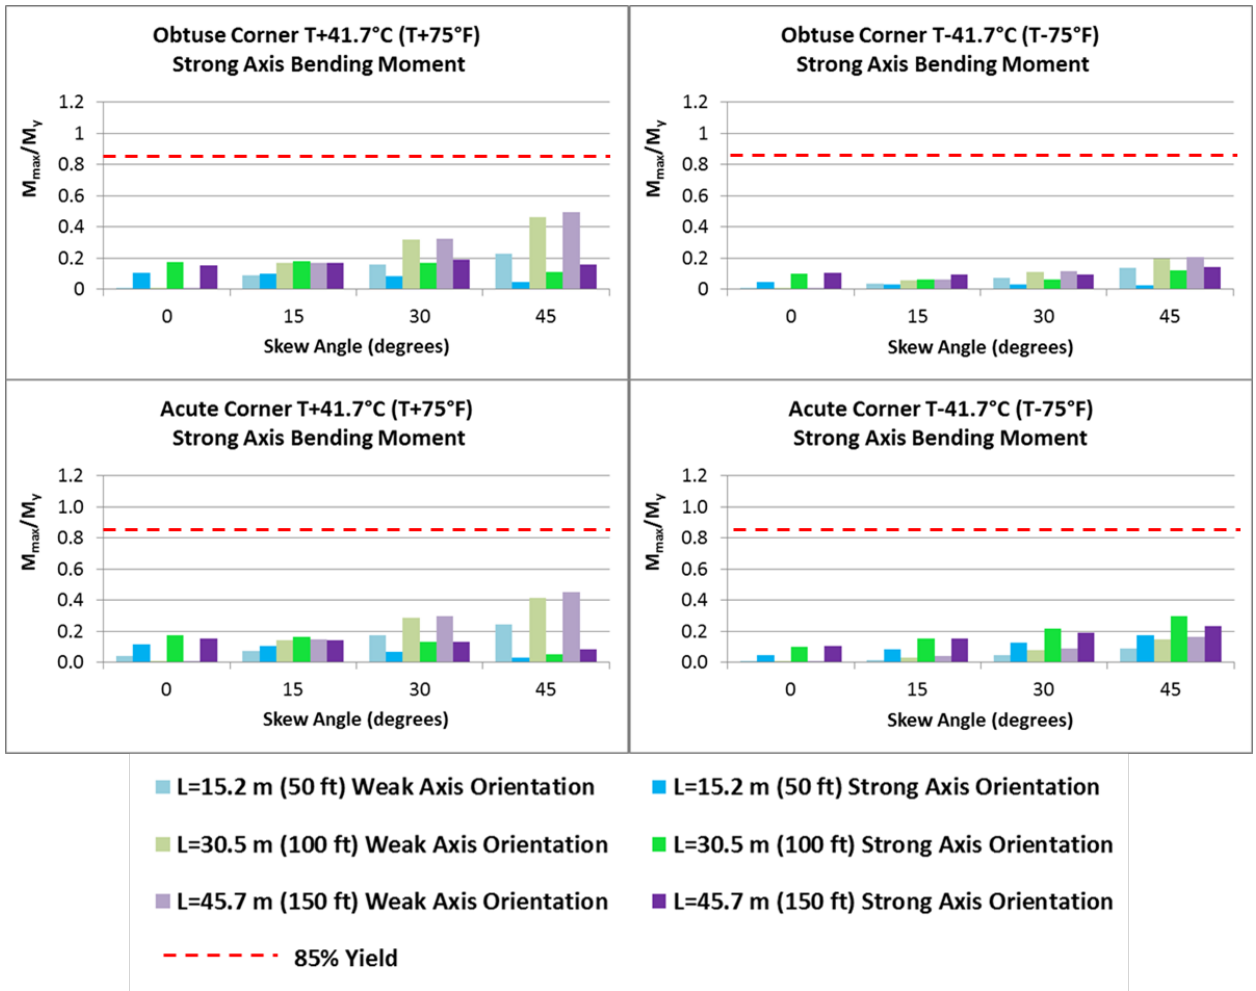 Obtuse Corner T+41.7°C (T+75°F)
Strong Axis Bending Moment
1.2
1
0.8
0.6
0.4
0.2
0
M_max/M_y
0 15 30 45
Skew Angle (degrees)
Obtuse Corner T-41.7°C (T-75°F)
Strong Axis Bending Moment
1.2
1
0.8
0.6
0.4
0.2
0
M_max/M_y
0 15 30 45
Skew Angle (degrees)
Acute Corner T+41.7°C (T+75°F)
Strong Axis Bending Moment
1.2
1.0
0.8
0.6
0.4
0.2
0.0
M_max/M_y
0 15 30 45
Skew Angle (degrees)
Acute Corner T-41.7°C (T-75°F)
Strong Axis Bending Moment
1.2
1.0
0.8
0.6
0.4
0.2
0.0
M_max/M_y
0 15 30 45
Skew Angle (degrees)
L=15.2 m (50 ft) Weak Axis Orientation
L=15.2 m (50 ft) Strong Axis Orientation
L=30.5 m (100 ft) Weak Axis Orientation
L=30.5 m (100 ft) Strong Axis Orientation
L=45.7 m (150 ft) Weak Axis Orientation
L=45.7 m (150 ft) Strong Axis Orientation
85% Yield